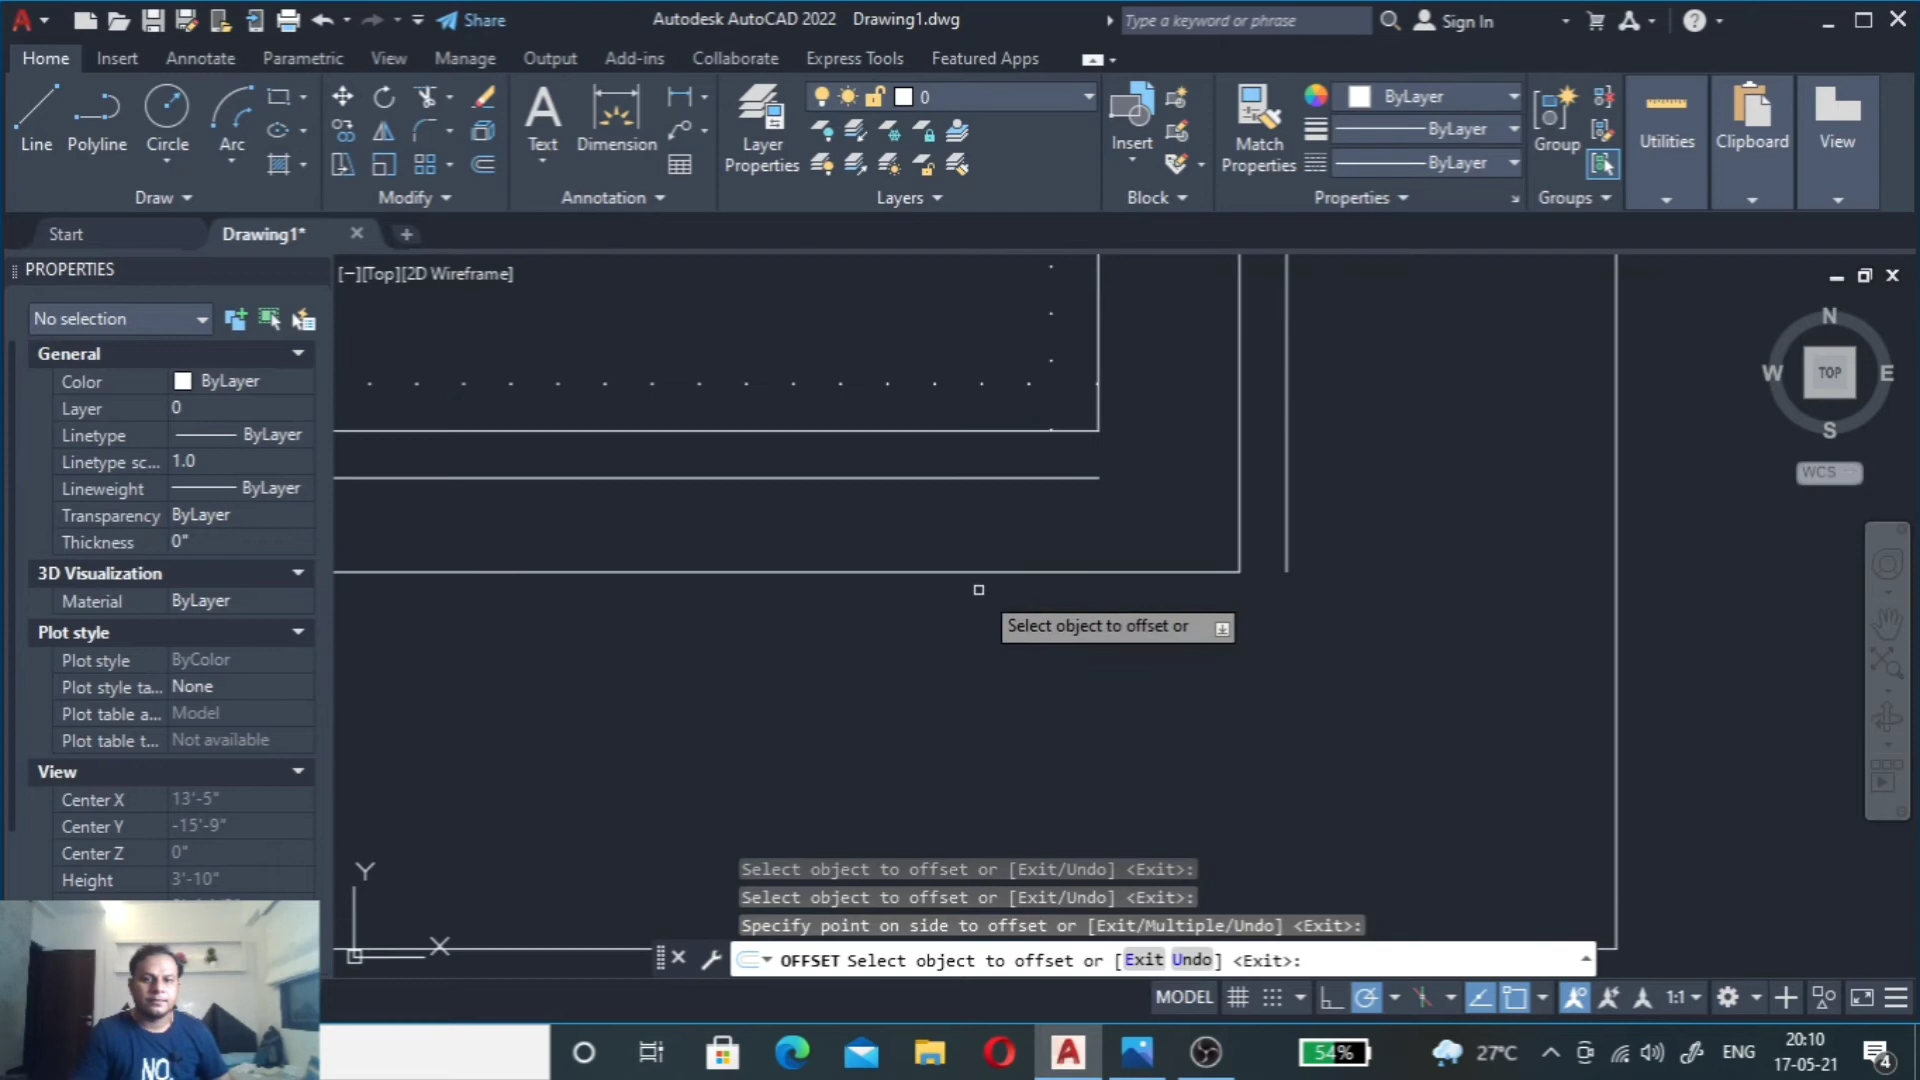 Share
Autodesk AutoCAD 2022 Drawing1.dwg
Type a keyword or phrase
Sign In
Home Insert Annotate Parametric View Manage Output Add-ins Collaborate Express Tools Featured Apps
Line Polyline Circle Arc
Text Dimension
Layer Properties
0
Insert
Match Properties
ByLayer
ByLayer
ByLayer
Group
Utilities
Clipboard
View
Draw Modify Annotation Layers Block Properties Groups
Start Drawing1* +
PROPERTIES
[−][Top][2D Wireframe]
No selection
General
Color ByLayer
Layer 0
Linetype ByLayer
Linetype sc... 1.0
Lineweight ByLayer
Transparency ByLayer
Thickness 0"
3D Visualization
Material ByLayer
Plot style
Plot style ByColor
Plot style ta... None
Plot table a... Model
Plot table t... Not available
View
Center X 13'-5"
Center Y -15'-9"
Center Z 0"
Height 3'-10"
N
W TOP E
S
WCS
Select object to offset or
Y
X
Select object to offset or [Exit/Undo] <Exit>:
Select object to offset or [Exit/Undo] <Exit>:
Specify point on side to offset or [Exit/Multiple/Undo] <Exit>:
OFFSET Select object to offset or [Exit Undo] <Exit>:
MODEL 1:1
NO.
54% 27°C ENG 20:10
17-05-21
4